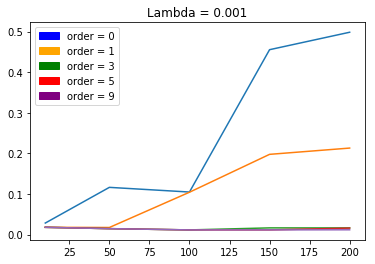 Lambda = 0.001
order = 0
order = 1
order = 3
order = 5
order = 9
0.5
0.4
0.3
0.2
0.1
0.0
25 50 75 100 125 150 175 200